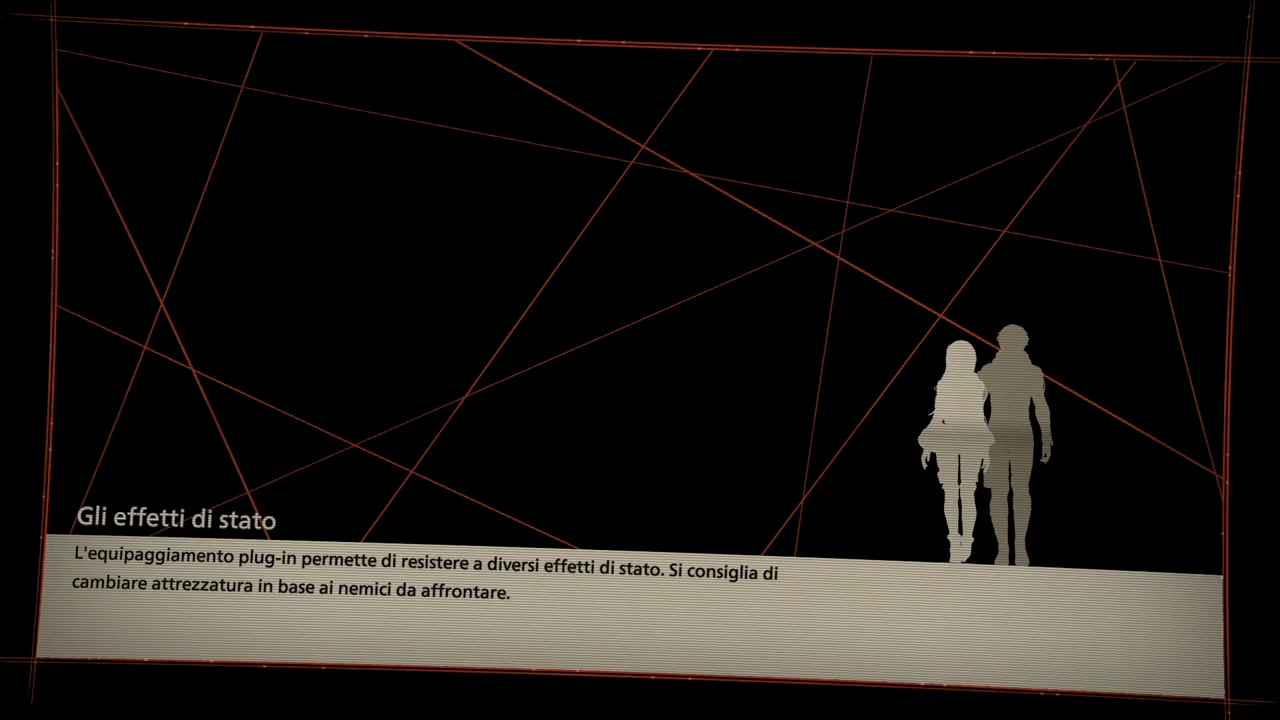 Gli effetti di stato
L'equipaggiamento plug-in permette di resistere a diversi effetti di stato. Si consiglia di
cambiare attrezzatura in base ai nemici da affrontare.